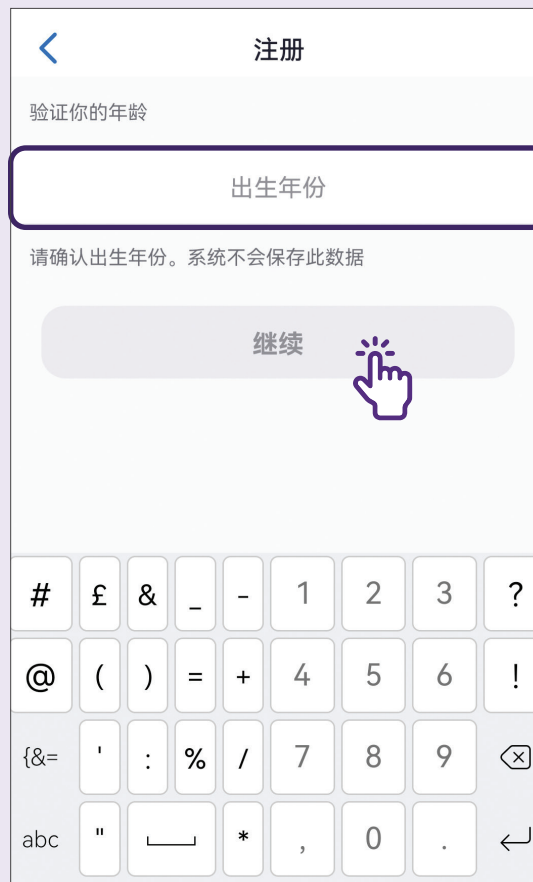 注册
验证你的年龄
出生年份
请确认出生年份。系统不会保存此数据
继续
# £ & _ - 1 2 3 ?
@ ( ) = + 4 5 6 !
{&= ' : % / 7 8 9
abc " * , 0 .